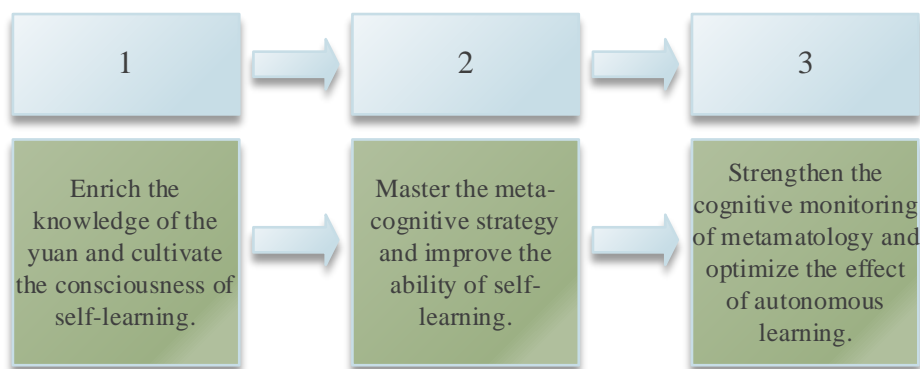 1
2
3
Enrich the
knowledge of the
yuan and cultivate
the consciousness of
self-learning.
Master the meta-
cognitive strategy
and improve the
ability of self-
learning.
Strengthen the
cognitive monitoring
of metamatology and
optimize the effect
of autonomous
learning.